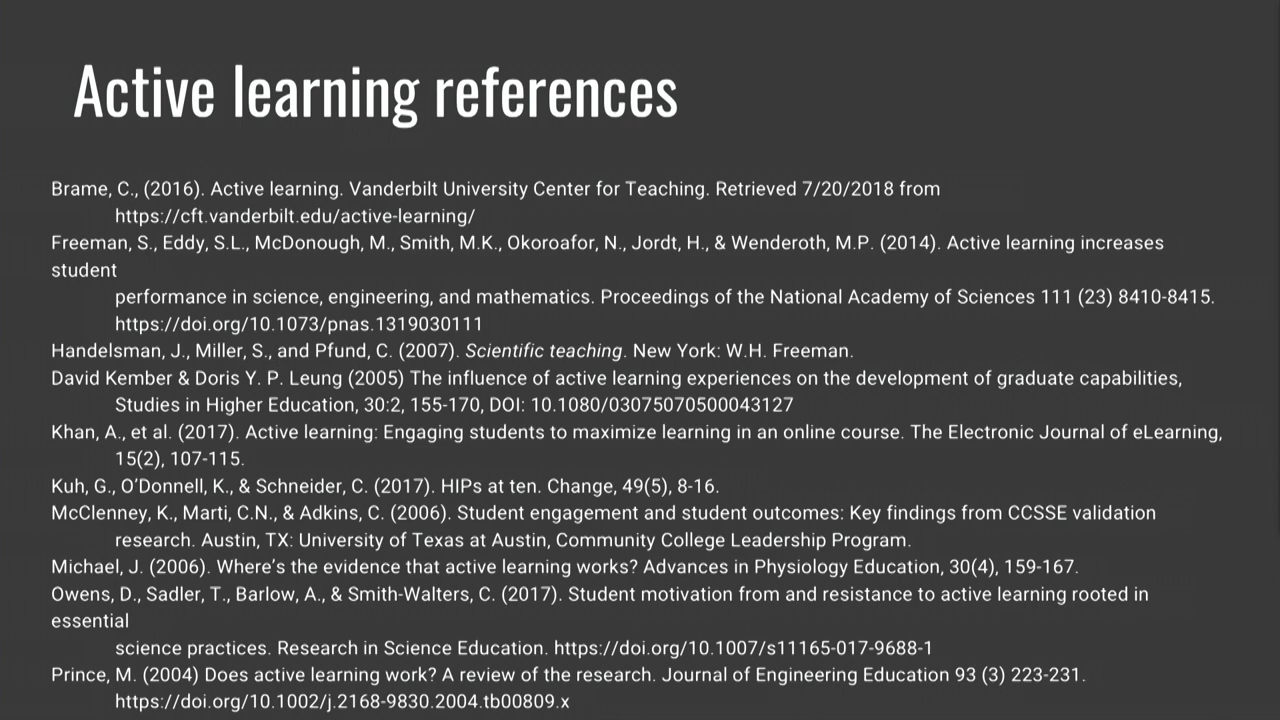 Active learning references
Brame, C., (2016). Active learning. Vanderbilt University Center for Teaching. Retrieved 7/20/2018 from
https://cft.vanderbilt.edu/active-learning/
Freeman, S., Eddy, S.L., McDonough, M., Smith, M.K., Okoroafor, N., Jordt, H., & Wenderoth, M.P. (2014). Active learning increases
student
performance in science, engineering, and mathematics. Proceedings of the National Academy of Sciences 111 (23) 8410-8415.
https://doi.org/10.1073/pnas.1319030111
Handelsman, J., Miller, S., and Pfund, C. (2007). Scientific teaching. New York: W.H. Freeman.
David Kember & Doris Y. P. Leung (2005) The influence of active learning experiences on the development of graduate capabilities,
Studies in Higher Education, 30:2, 155-170, DOI: 10.1080/03075070500043127
Khan, A., et al. (2017). Active learning: Engaging students to maximize learning in an online course. The Electronic Journal of eLearning,
15(2), 107-115.
Kuh, G., O’Donnell, K., & Schneider, C. (2017). HIPs at ten. Change, 49(5), 8-16.
McClenney, K., Marti, C.N., & Adkins, C. (2006). Student engagement and student outcomes: Key findings from CCSSE validation
research. Austin, TX: University of Texas at Austin, Community College Leadership Program.
Michael, J. (2006). Where’s the evidence that active learning works? Advances in Physiology Education, 30(4), 159-167.
Owens, D., Sadler, T., Barlow, A., & Smith-Walters, C. (2017). Student motivation from and resistance to active learning rooted in
essential
science practices. Research in Science Education. https://doi.org/10.1007/s11165-017-9688-1
Prince, M. (2004) Does active learning work? A review of the research. Journal of Engineering Education 93 (3) 223-231.
https://doi.org/10.1002/j.2168-9830.2004.tb00809.x